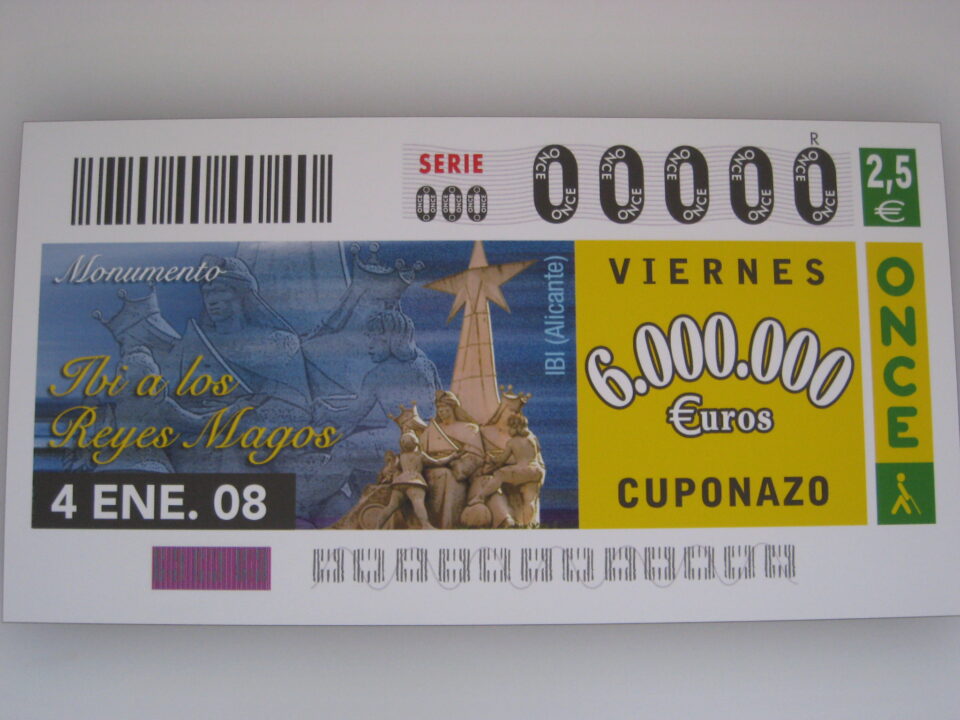 R
SERIE
000
00000
2,5
€
Monumento
Ibi a los
Reyes Magos
4 ENE. 08
IBI (Alicante)
VIERNES
6.000.000
€uros
CUPONAZO
ONCE